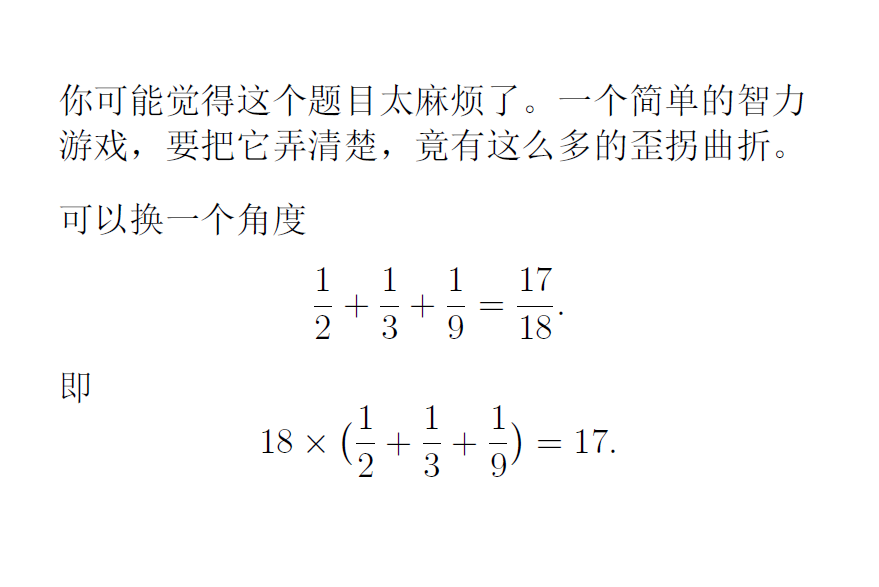 你可能觉得这个题目太麻烦了。一个简单的智力
游戏，要把它弄清楚，竟有这么多的歪拐曲折。
可以换一个角度
1/2 + 1/3 + 1/9 = 17/18.
即
18 × (1/2 + 1/3 + 1/9) = 17.